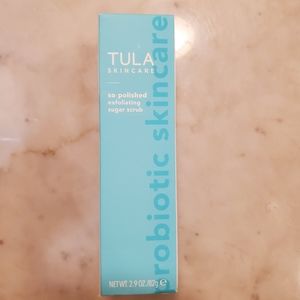 TULA
SKINCARE
so polished
exfoliating
sugar scrub
probiotic skincare
NET WT. 2.9 OZ./82g e